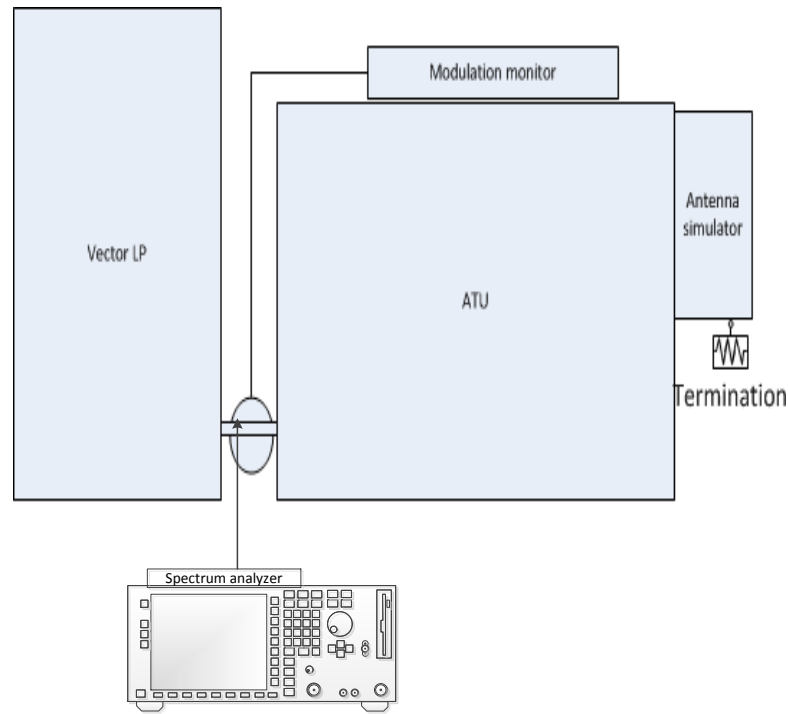 Modulation monitor
Vector LP
ATU
Antenna
simulator
Termination
Spectrum analyzer